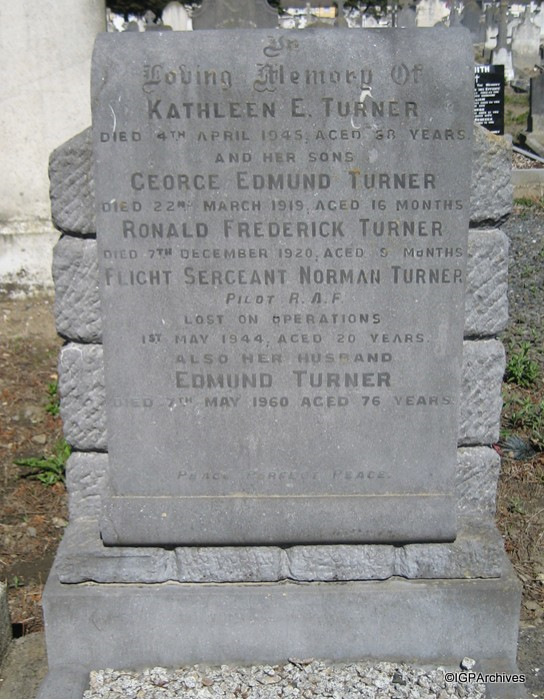 In
Loving Memory Of
KATHLEEN E. TURNER
DIED 4TH APRIL 1945, AGED 58 YEARS
AND HER SONS
GEORGE EDMUND TURNER
DIED 22ND MARCH 1919, AGED 16 MONTHS
RONALD FREDERICK TURNER
DIED 7TH DECEMBER 1920, AGED 9 MONTHS
FLIGHT SERGEANT NORMAN TURNER
PILOT R.A.F.
LOST ON OPERATIONS
1ST MAY 1944, AGED 20 YEARS.
ALSO HER HUSBAND
EDMUND TURNER
DIED 7TH MAY 1960 AGED 76 YEARS
PEACE PERFECT PEACE.
©IGPArchives